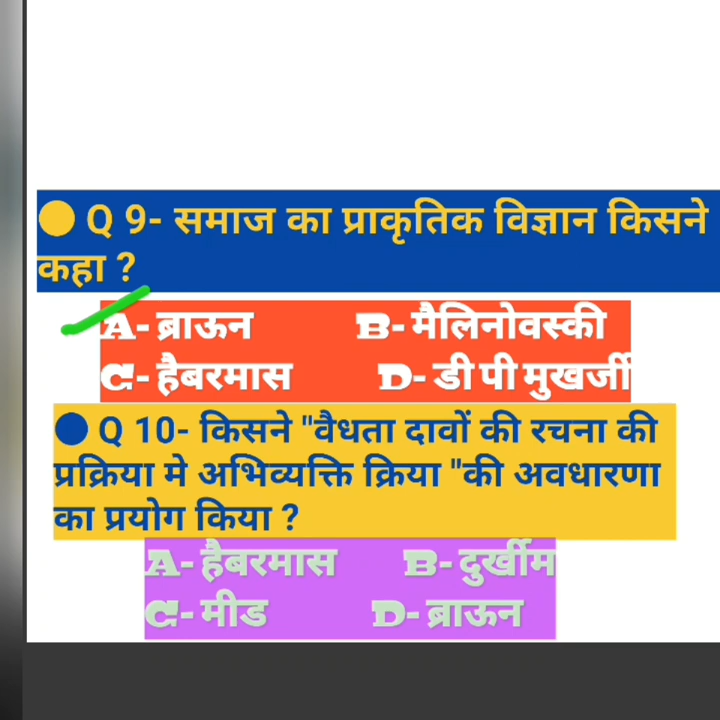 Q 9- समाज का प्राकृतिक विज्ञान किसने
कहा ?
A- ब्राऊन B- मैलिनोवस्की
C- हैबरमास D- डी पी मुखर्जी
Q 10- किसने "वैधता दावों की रचना की
प्रक्रिया मे अभिव्यक्ति क्रिया "की अवधारणा
का प्रयोग किया ?
A- हैबरमास B- दुर्खीम
C- मीड D- ब्राऊन